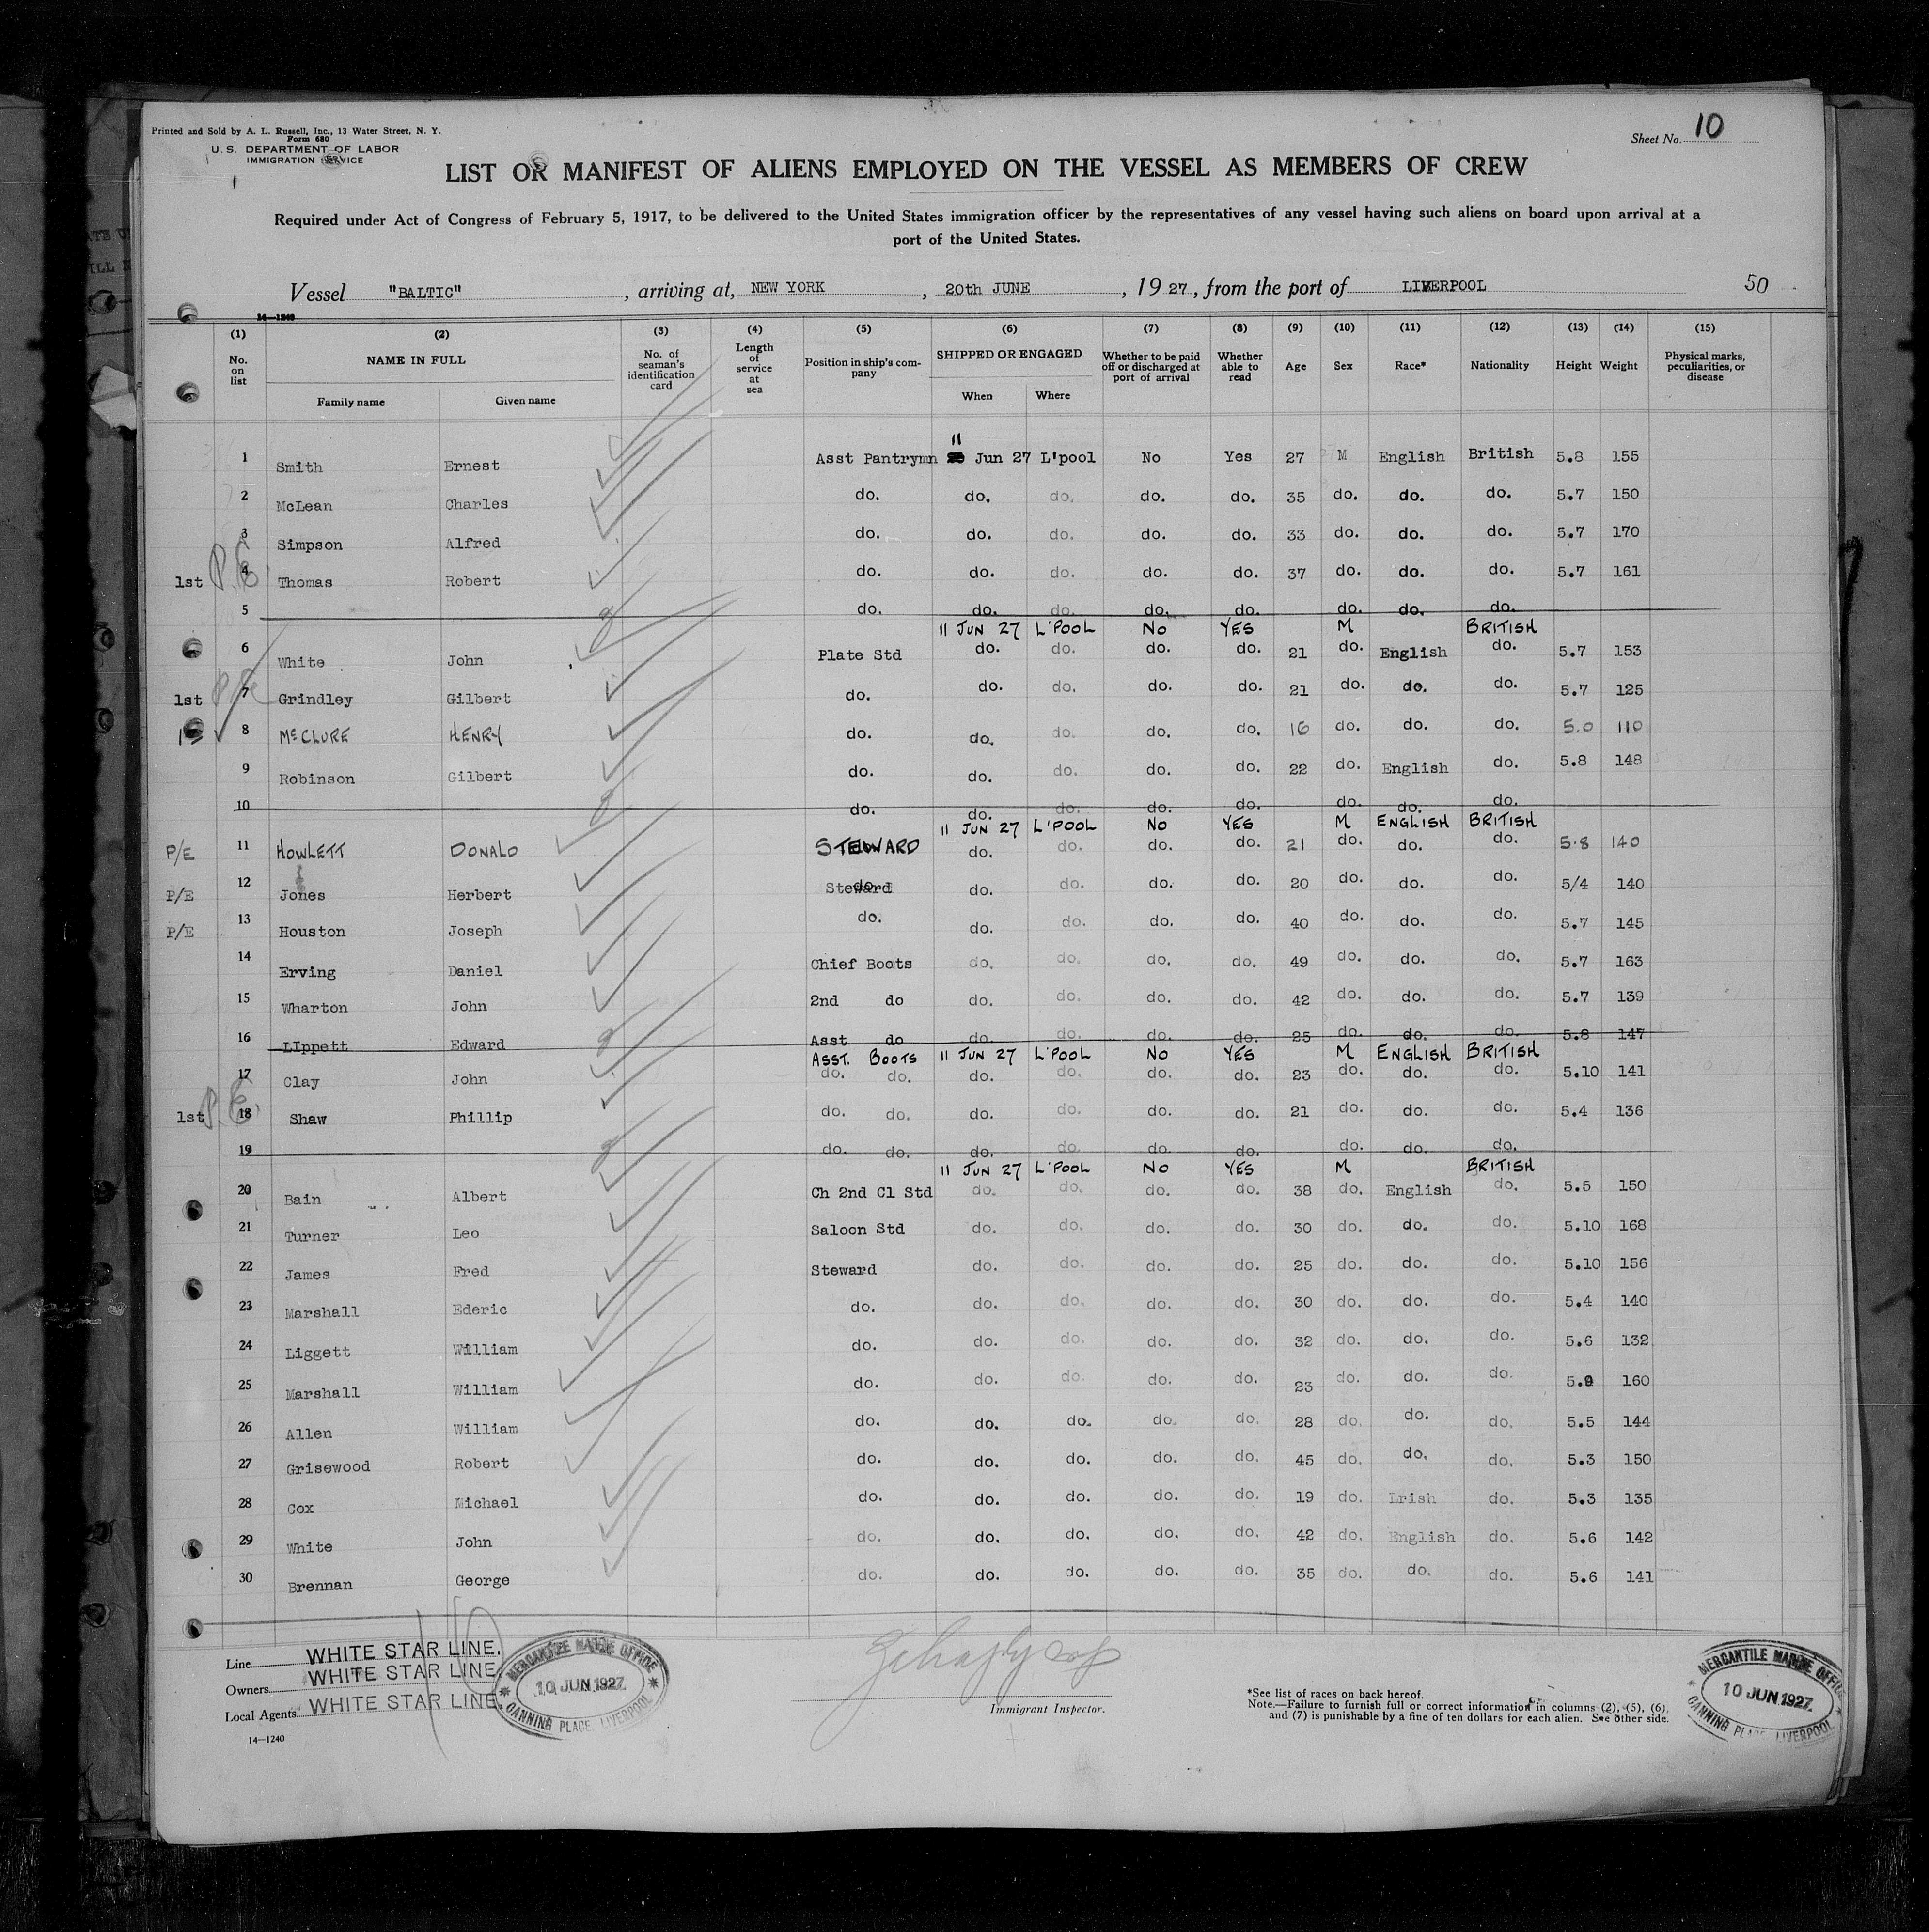 Printed and Sold by A. L. Russell, Inc., 13 Water Street, N. Y.
Form 680
U. S. DEPARTMENT OF LABOR
IMMIGRATION SERVICE
Sheet No. 10
LIST OR MANIFEST OF ALIENS EMPLOYED ON THE VESSEL AS MEMBERS OF CREW
Required under Act of Congress of February 5, 1917, to be delivered to the United States immigration officer by the representatives of any vessel having such aliens on board upon arrival at a
port of the United States.
Vessel "BALTIC", arriving at, NEW YORK, 20th JUNE, 1927, from the port of LIVERPOOL 50
14—1240
(1) (2) (3) (4) (5) (6) (7) (8) (9) (10) (11) (12) (13) (14) (15)
No. on list NAME IN FULL Family name Given name No. of seaman's identification card Length of service at sea Position in ship's company SHIPPED OR ENGAGED When Where Whether to be paid off or discharged at port of arrival Whether able to read Age Sex Race* Nationality Height Weight Physical marks, peculiarities, or disease
11
1 Smith Ernest Asst Pantrymn Jun 27 L'pool No Yes 27 M English British 5.8 155
2 McLean Charles do. do. do. do. do. 35 do. do. do. 5.7 150
3 Simpson Alfred do. do. do. do. do. 33 do. do. do. 5.7 170
1st P.E. 4 Thomas Robert do. do. do. do. do. 37 do. do. do. 5.7 161
5 do. do. do. do. do. do. do. do.
11 JUN 27 L'POOL NO YES M BRITISH
6 White John Plate Std do. do. do. do. 21 do. English do. 5.7 153
1st P/E 7 Grindley Gilbert do. do. do. do. do. 21 do. do. do. 5.7 125
8 McCLURE HENRY do. do. do. do. do. 16 do. do. do. 5.0 110
9 Robinson Gilbert do. do. do. do. do. 22 do. English do. 5.8 148
10 do. do. do. do. do. do. do. do.
11 JUN 27 L'POOL NO YES M ENGLISH BRITISH
P/E 11 HOWLETT DONALD STEWARD do. do. do. do. 21 do. do. do. 5.8 140
P/E 12 Jones Herbert Steward do. do. do. do. 20 do. do. do. 5/4 140
P/E 13 Houston Joseph do. do. do. do. do. 40 do. do. do. 5.7 145
14 Erving Daniel Chief Boots do. do. do. do. 49 do. do. do. 5.7 163
15 Wharton John 2nd do do. do. do. do. 42 do. do. do. 5.7 139
16 LIppett Edward Asst do do. do. do. do. 25 do. do. do. 5.8 147
ASST. BOOTS 11 JUN 27 L'POOL NO YES M ENGLISH BRITISH
17 Clay John do. do. do. do. do. do. 23 do. do. do. 5.10 141
1st P.E. 18 Shaw Phillip do. do. do. do. do. do. 21 do. do. do. 5.4 136
19 do. do. do. do. do. do. do. do. do.
11 JUN 27 L'POOL NO YES M BRITISH
20 Bain Albert Ch 2nd Cl Std do. do. do. do. 38 do. English do. 5.5 150
21 Turner Leo Saloon Std do. do. do. do. 30 do. do. do. 5.10 168
22 James Fred Steward do. do. do. do. 25 do. do. do. 5.10 156
23 Marshall Ederic do. do. do. do. do. 30 do. do. do. 5.4 140
24 Liggett William do. do. do. do. do. 32 do. do. do. 5.6 132
25 Marshall William do. do. do. do. do. 23 do. do. do. 5.9 160
26 Allen William do. do. do. do. do. 28 do. do. do. 5.5 144
27 Grisewood Robert do. do. do. do. do. 45 do. do. do. 5.3 150
28 Cox Michael do. do. do. do. do. 19 do. Irish do. 5.3 135
29 White John do. do. do. do. do. 42 do. English do. 5.6 142
30 Brennan George do. do. do. do. do. 35 do. do. do. 5.6 141
Line WHITE STAR LINE.
Owners WHITE STAR LINE.
Local Agents WHITE STAR LINE
14—1240
MERCANTILE MARINE OFFICE
10 JUN 1927
CANNING PLACE, LIVERPOOL
Immigrant Inspector.
*See list of races on back hereof.
Note.—Failure to furnish full or correct information in columns (2), (5), (6),
and (7) is punishable by a fine of ten dollars for each alien. See other side.
MERCANTILE MARINE OFFICE
10 JUN 1927
CANNING PLACE LIVERPOOL